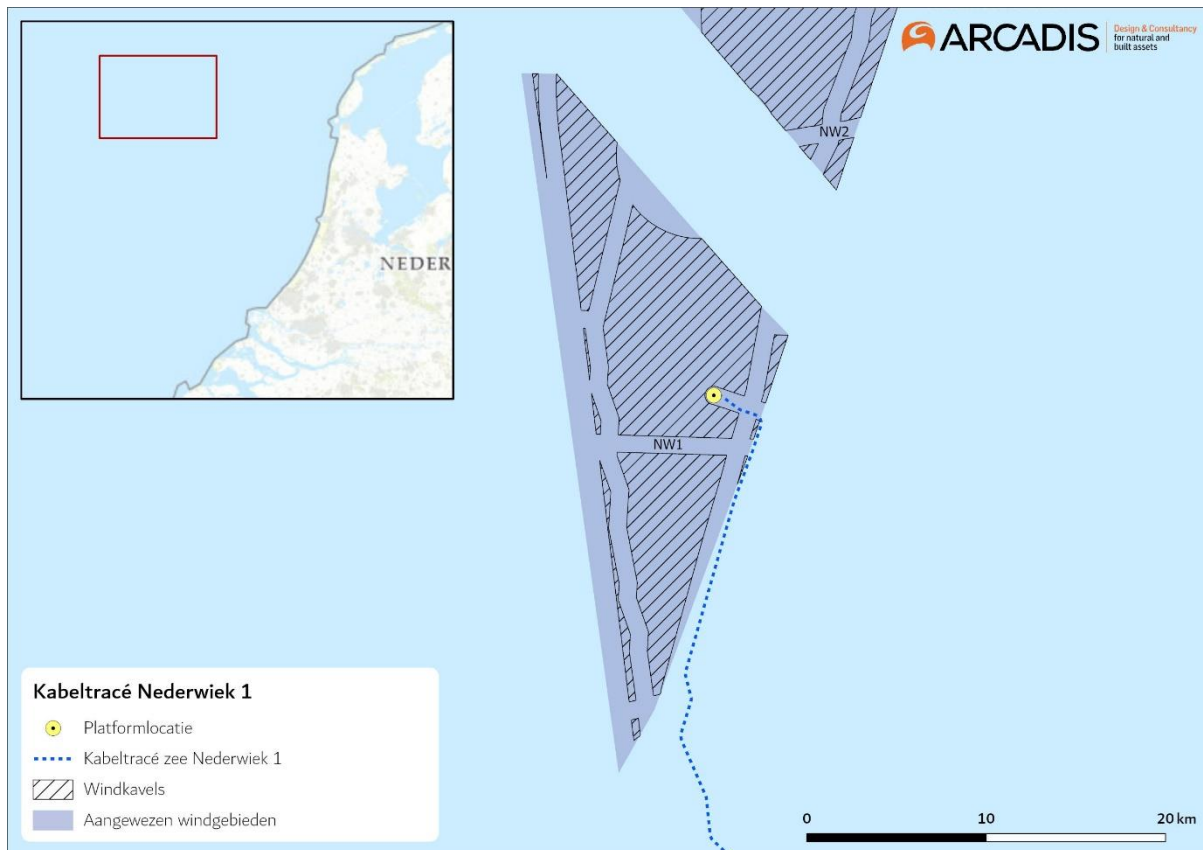 ARCADIS
Design & Consultancy
for natural and
built assets
NEDER
NW2
NW1
Kabeltracé Nederwiek 1
Platformlocatie
Kabeltracé zee Nederwiek 1
Windkavels
Aangewezen windgebieden
0 10 20 km